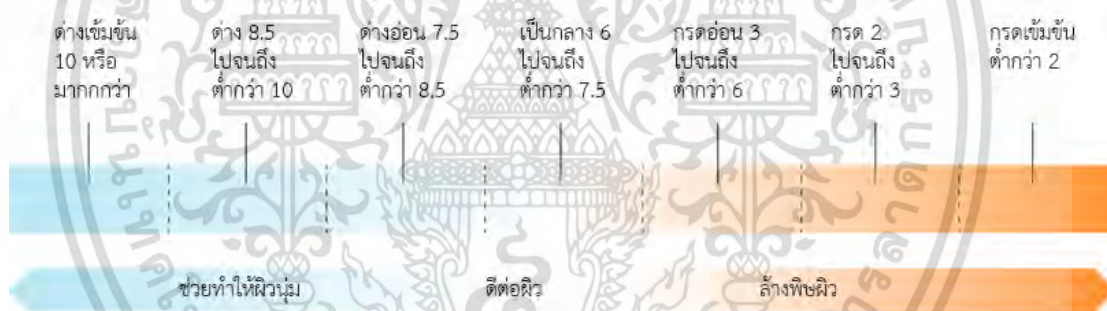 ด่างเข้มข้น
10 หรือ
มากกกว่า
ด่าง 8.5
ไปจนถึง
ต่ำกว่า 10
ด่างอ่อน 7.5
ไปจนถึง
ต่ำกว่า 8.5
เป็นกลาง 6
ไปจนถึง
ต่ำกว่า 7.5
กรดอ่อน 3
ไปจนถึง
ต่ำกว่า 6
กรด 2
ไปจนถึง
ต่ำกว่า 3
กรดเข้มข้น
ต่ำกว่า 2
ช่วยทำให้ผิวนุ่ม
ดีต่อผิว
ล้างพิษผิว